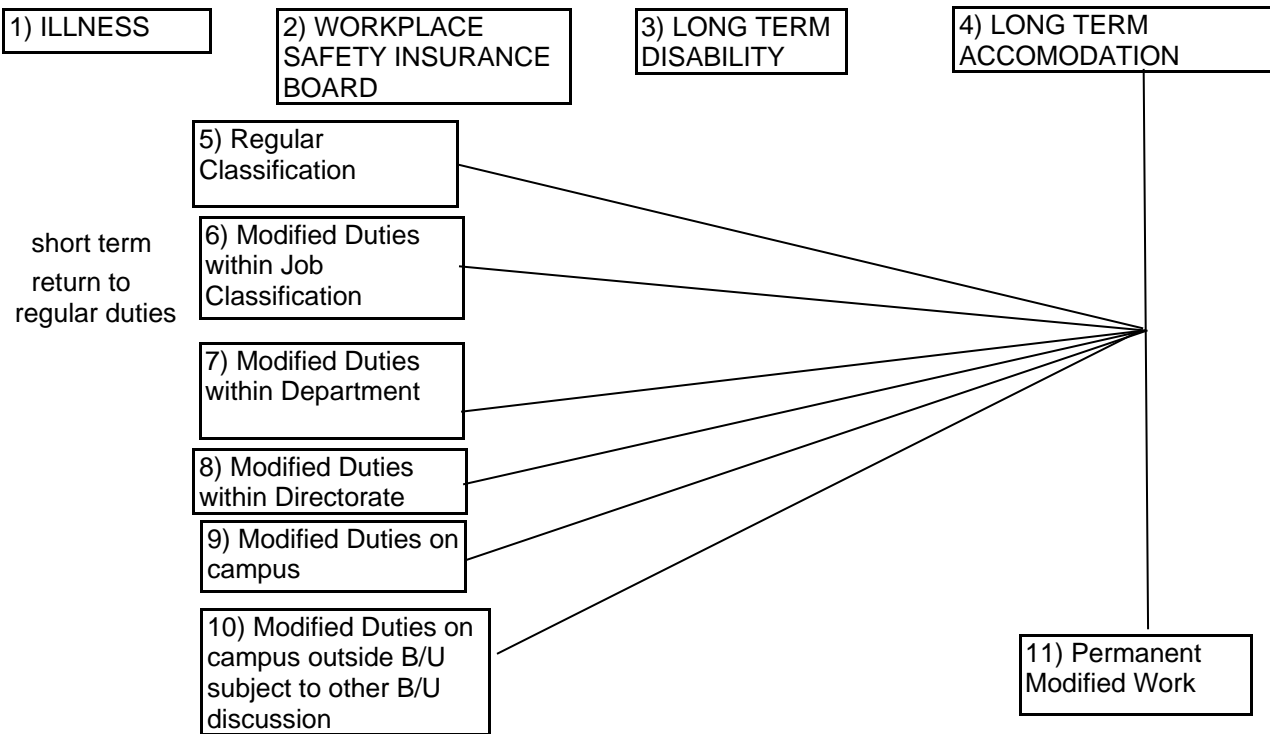 1) ILLNESS
2) WORKPLACE
SAFETY INSURANCE
BOARD
3) LONG TERM
DISABILITY
4) LONG TERM
ACCOMODATION
5) Regular
Classification
short term
return to
regular duties
6) Modified Duties
within Job
Classification
7) Modified Duties
within Department
8) Modified Duties
within Directorate
9) Modified Duties on
campus
10) Modified Duties on
campus outside B/U
subject to other B/U
discussion
11) Permanent
Modified Work